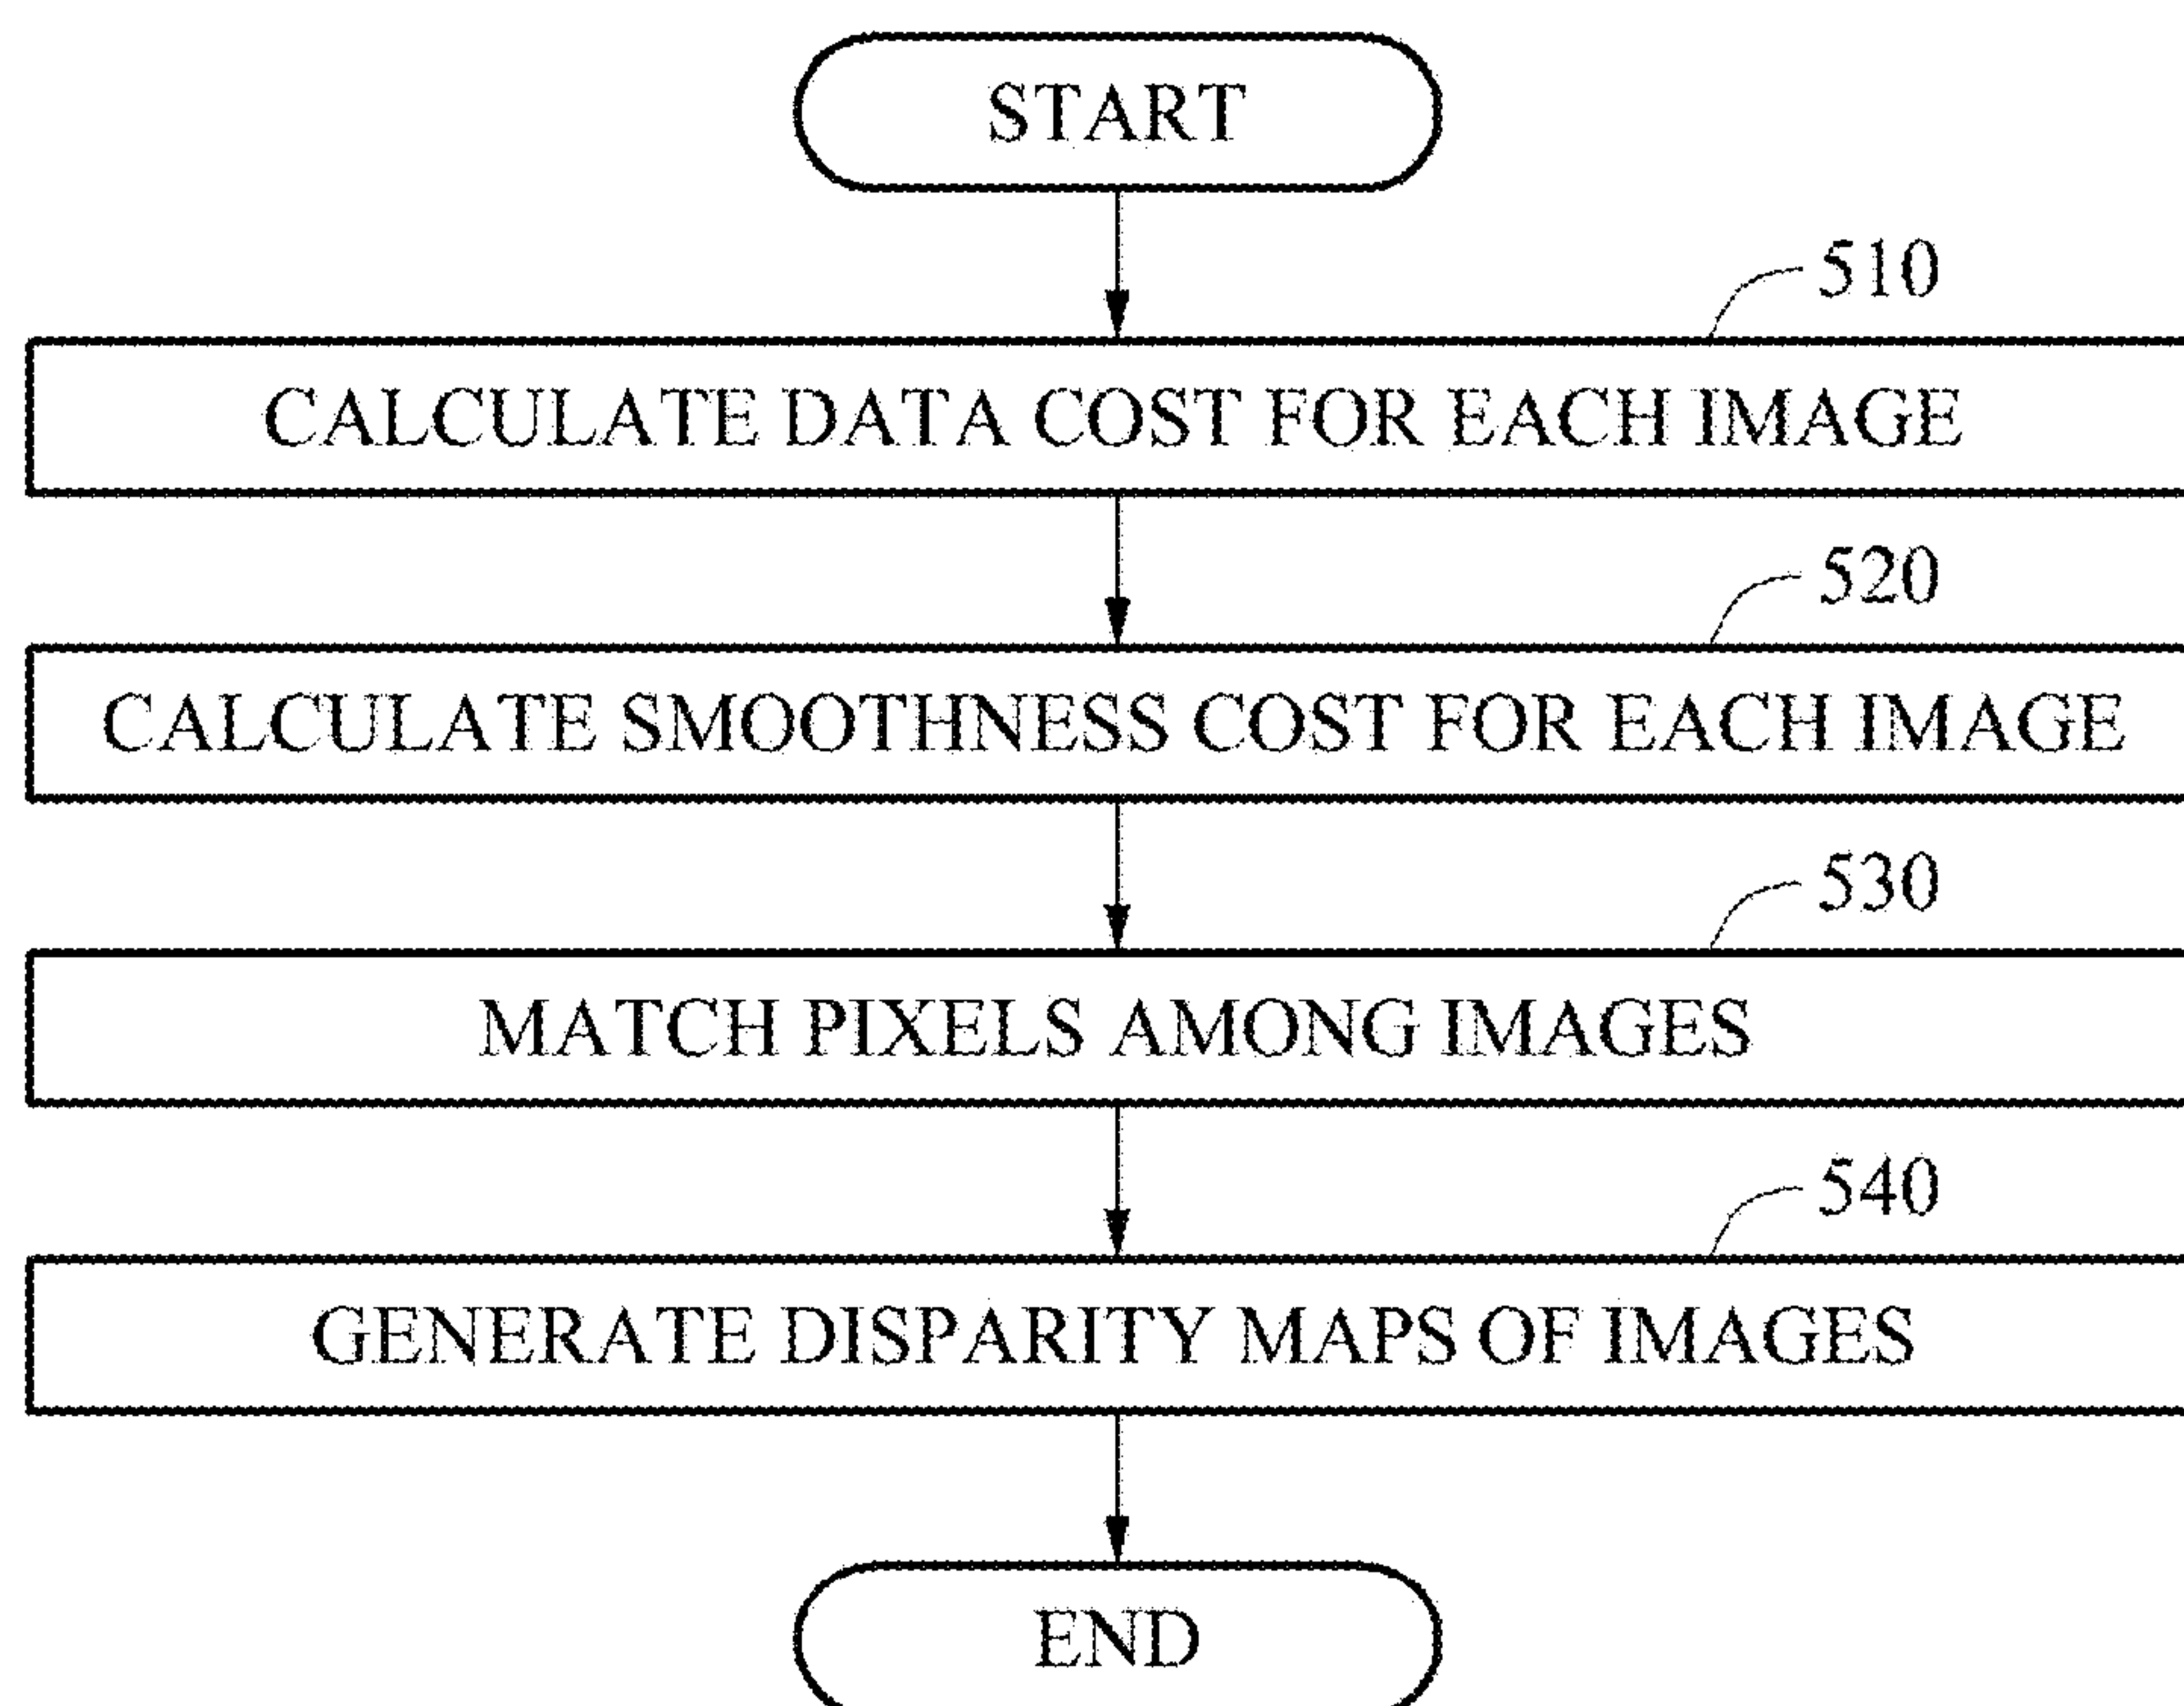 START
510
CALCULATE DATA COST FOR EACH IMAGE
520
CALCULATE SMOOTHNESS COST FOR EACH IMAGE
530
MATCH PIXELS AMONG IMAGES
540
GENERATE DISPARITY MAPS OF IMAGES
END